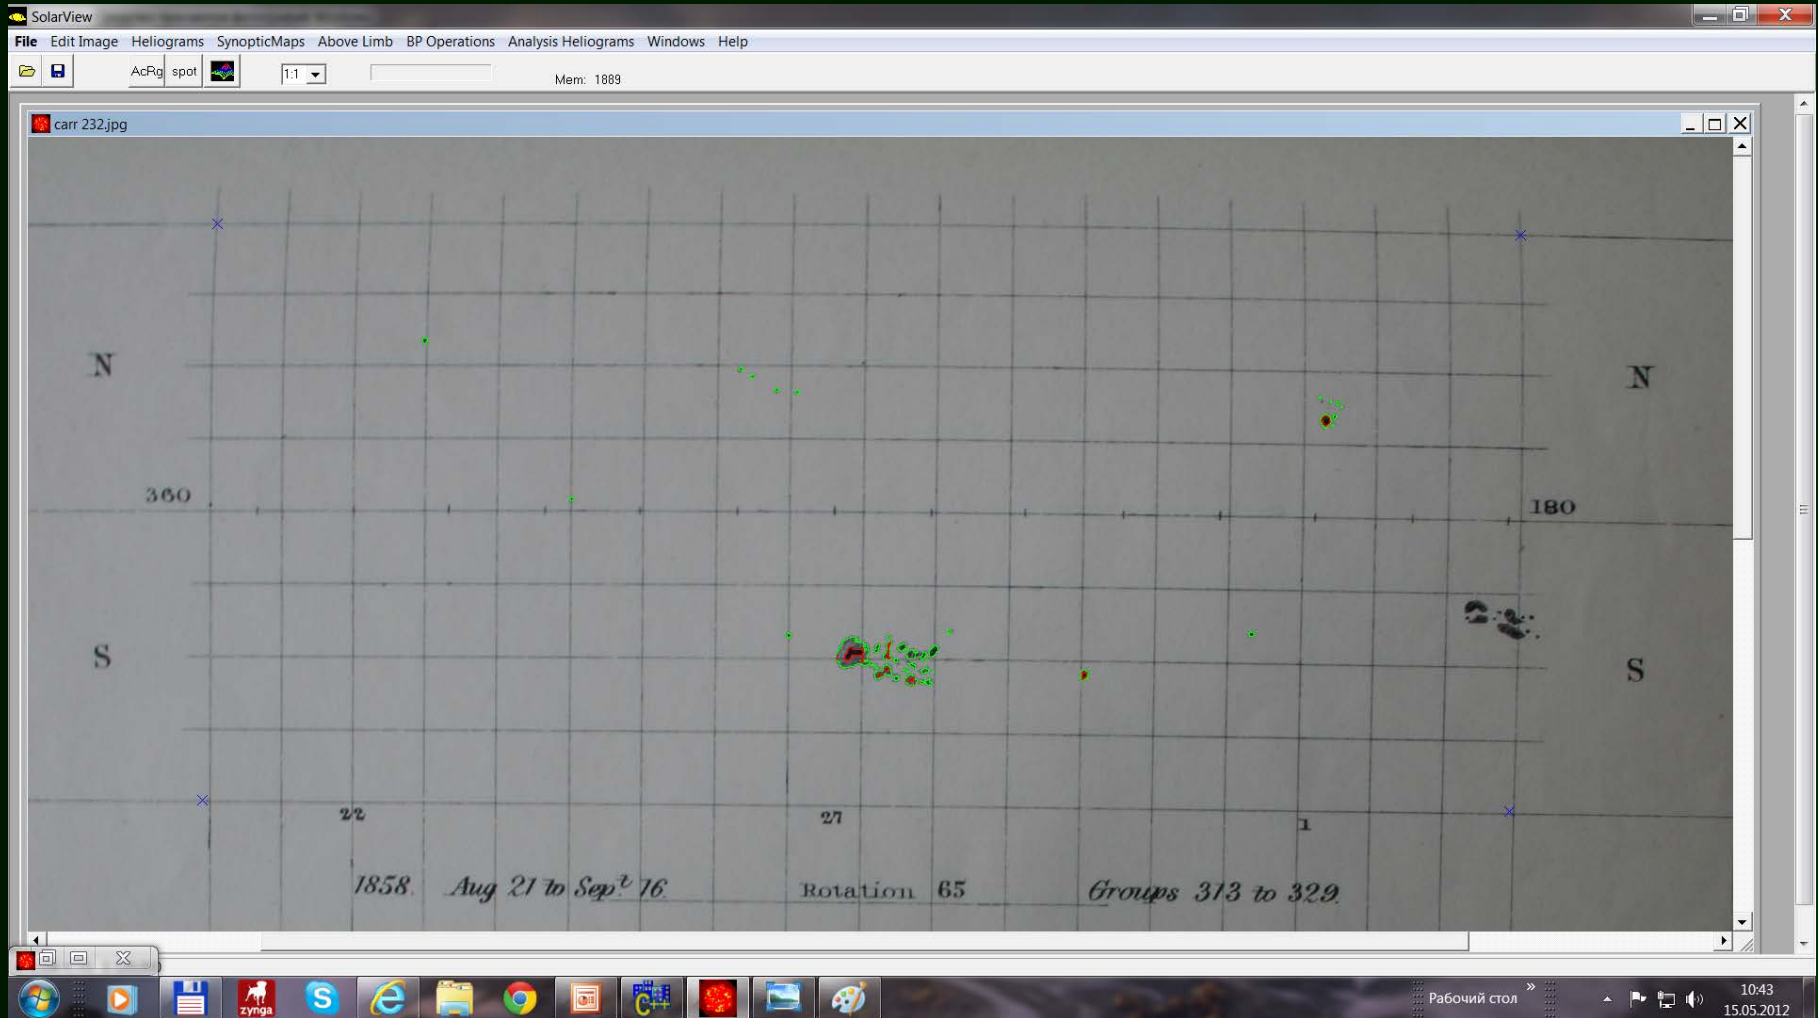 SolarView
File Edit Image Heliograms SynopticMaps Above Limb BP Operations Analysis Heliograms Windows Help
AcRg spot 1:1 Mem: 1889
carr 232.jpg
N N
360 180
S S
22 27 1
1858. Aug 21 to Sept. 16. Rotation 65 Groups 313 to 329.
zynga
C++
Рабочий стол »
10:43
15.05.2012